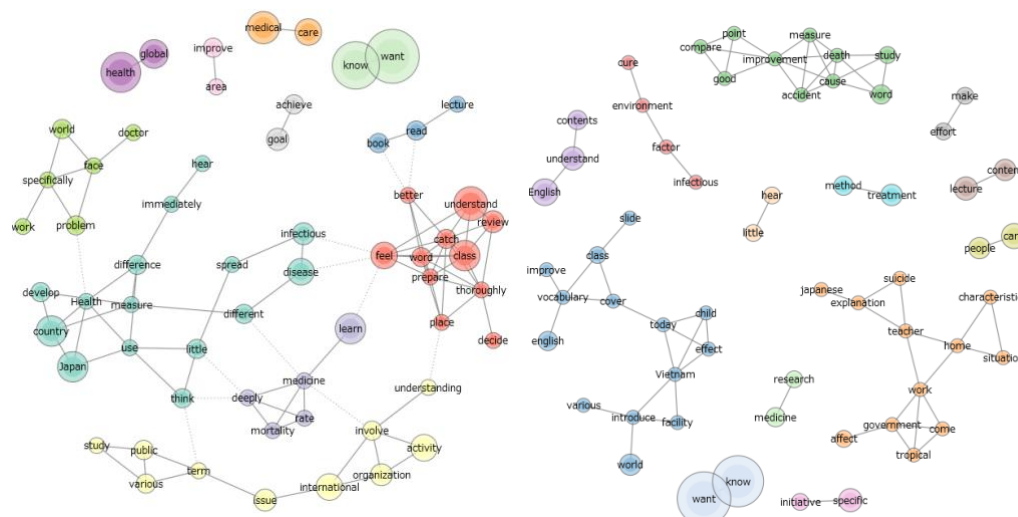 medical
care
global
health
improve
area
want
know
achieve
goal
lecture
read
book
world
doctor
face
specifically
work
problem
hear
immediately
better
understand
review
catch
feel
word
class
prepare
thoroughly
place
decide
infectious
spread
disease
difference
develop
Health
measure
country
different
use
little
Japan
think
learn
medicine
deeply
rate
mortality
understanding
involve
activity
organization
international
issue
term
study
public
various
point
measure
compare
death
study
improvement
good
cause
accident
word
cure
environment
factor
infectious
contents
understand
English
make
effort
content
lecture
method
treatment
hear
little
people
slide
class
improve
vocabulary
cover
english
today
child
effect
Vietnam
various
introduce
facility
world
suicide
japanese
explanation
characteristic
teacher
home
situation
work
government
come
affect
tropical
research
medicine
know
want
initiative
specific